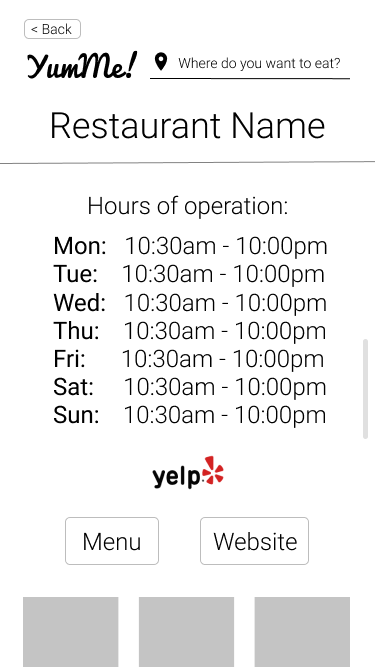 < Back
YumMe!
Where do you want to eat?
Restaurant Name
Hours of operation:
Mon: 10:30am - 10:00pm
Tue: 10:30am - 10:00pm
Wed: 10:30am - 10:00pm
Thu: 10:30am - 10:00pm
Fri: 10:30am - 10:00pm
Sat: 10:30am - 10:00pm
Sun: 10:30am - 10:00pm
yelp
Menu
Website